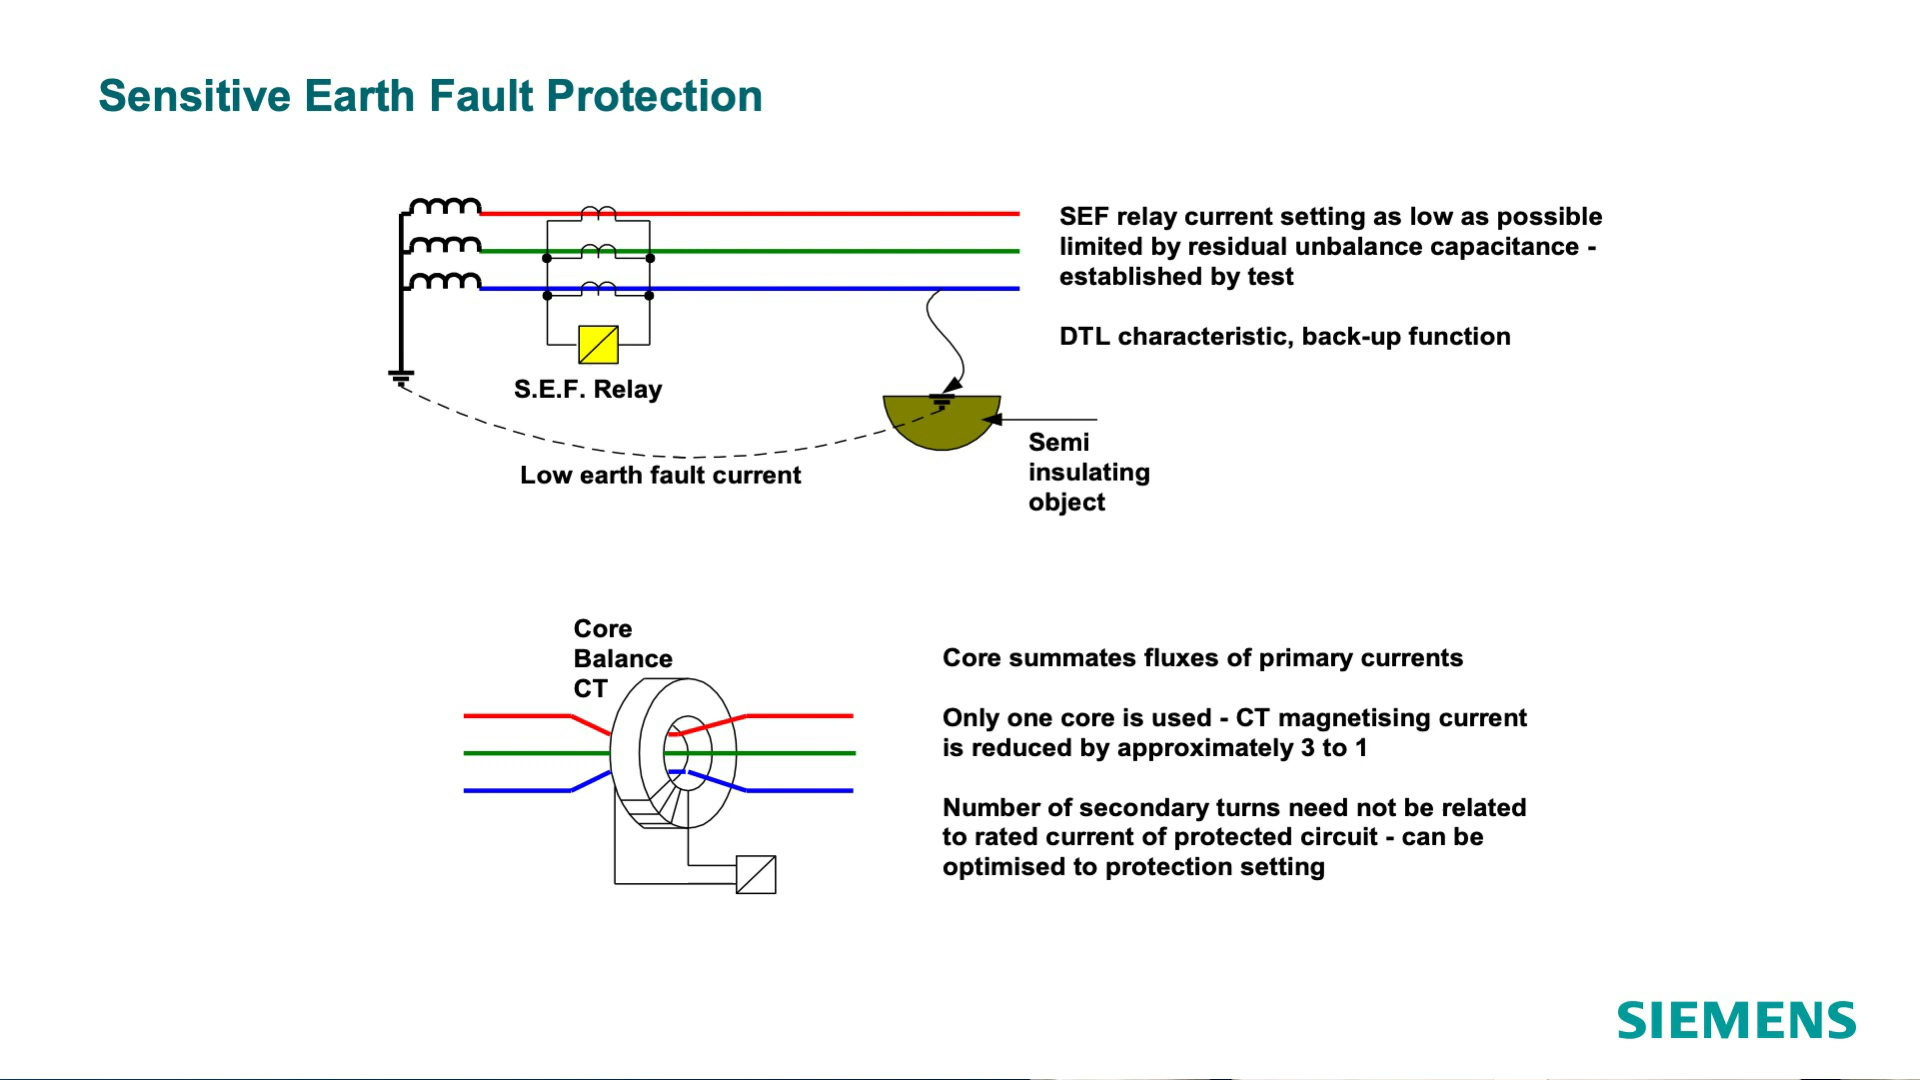 Sensitive Earth Fault Protection
SEF relay current setting as low as possible
limited by residual unbalance capacitance -
established by test
DTL characteristic, back-up function
S.E.F. Relay
Low earth fault current
Semi
insulating
object
Core
Balance
CT
Core summates fluxes of primary currents
Only one core is used - CT magnetising current
is reduced by approximately 3 to 1
Number of secondary turns need not be related
to rated current of protected circuit - can be
optimised to protection setting
SIEMENS